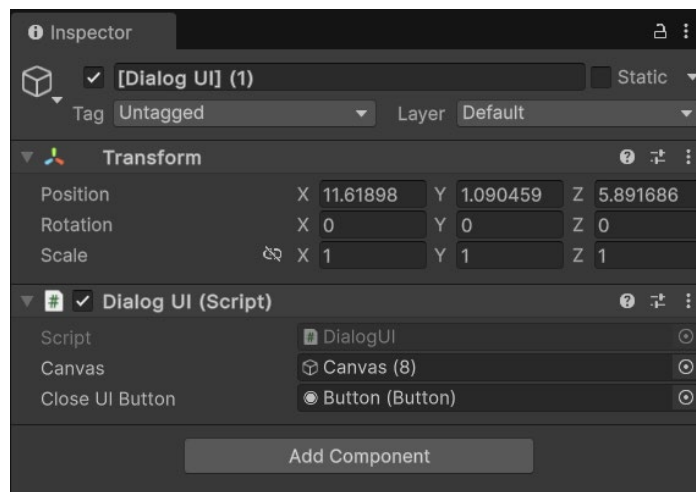 Inspector
[Dialog UI] (1) Static
Tag Untagged Layer Default
Transform
Position X 11.61898 Y 1.090459 Z 5.891686
Rotation X 0 Y 0 Z 0
Scale X 1 Y 1 Z 1
# Dialog UI (Script)
Script # DialogUI
Canvas Canvas (8)
Close UI Button Button (Button)
Add Component